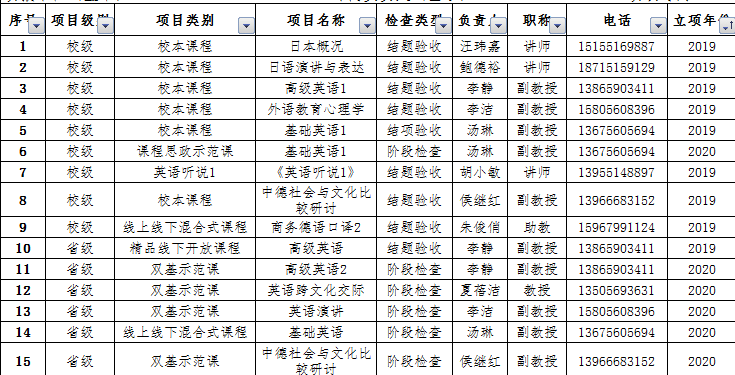 序号 项目级别 项目类别 项目名称 检查类型 负责人 职称 电话 立项年份
1 校级 校本课程 日本概况 结题验收 汪玮嘉 讲师 15155169887 2019
2 校级 校本课程 日语演讲与表达 结题验收 鲍德裕 讲师 18715159129 2019
3 校级 校本课程 高级英语1 结题验收 李静 副教授 13865903411 2019
4 校级 校本课程 外语教育心理学 结题验收 李洁 副教授 15805608396 2019
5 校级 校本课程 基础英语1 结项验收 汤琳 副教授 13675605694 2019
6 校级 课程思政示范课 基础英语1 阶段检查 汤琳 副教授 13675605694 2020
7 校级 英语听说1 《英语听说1》 结题验收 胡小敏 讲师 13955148897 2019
8 校级 校本课程 中德社会与文化比
较研讨 结题验收 侯继红 副教授 13966683152 2019
9 校级 线上线下混合式课程 商务德语口译2 结题验收 朱俊俏 助教 15967991124 2019
10 省级 精品线下开放课程 高级英语 结题验收 李静 副教授 13865903411 2019
11 省级 双基示范课 高级英语2 阶段检查 李静 副教授 13865903411 2020
12 省级 双基示范课 英语跨文化交际 阶段检查 夏蓓洁 教授 13505693631 2020
13 省级 双基示范课 英语演讲 阶段检查 李洁 副教授 15805608396 2020
14 省级 线上线下混合式课程 基础英语 阶段检查 汤琳 副教授 13675605694 2020
15 省级 双基示范课 中德社会与文化比
较研讨 阶段检查 侯继红 副教授 13966683152 2020